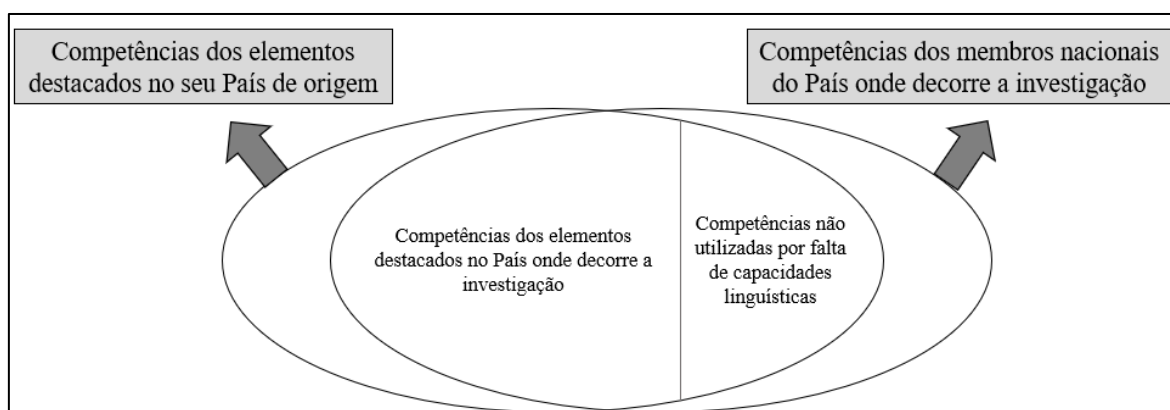 Competências dos elementos
destacados no seu País de origem
Competências dos membros nacionais
do País onde decorre a investigação
Competências dos elementos
destacados no País onde decorre a
investigação
Competências não
utilizadas por falta
de capacidades
linguísticas